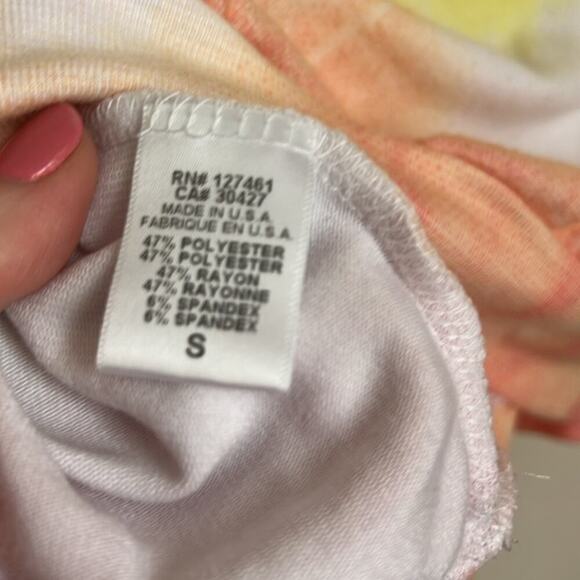 RN# 127461
CA# 30427
MADE IN U.S.A
FABRIQUE EN U.S.A
47% POLYESTER
47% POLYESTER
47% RAYON
47% RAYONNE
6% SPANDEX
6% SPANDEX
S